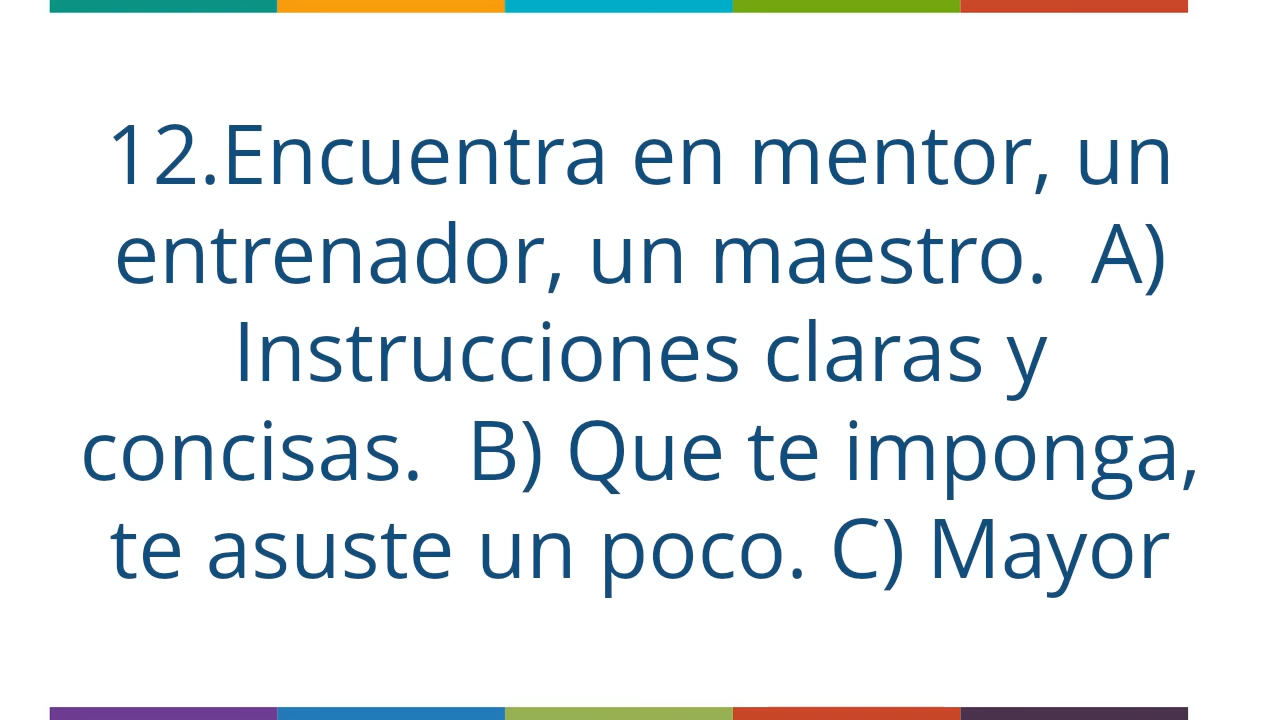 12.Encuentra en mentor, un
entrenador, un maestro.  A)
Instrucciones claras y
concisas.  B) Que te imponga,
te asuste un poco. C) Mayor